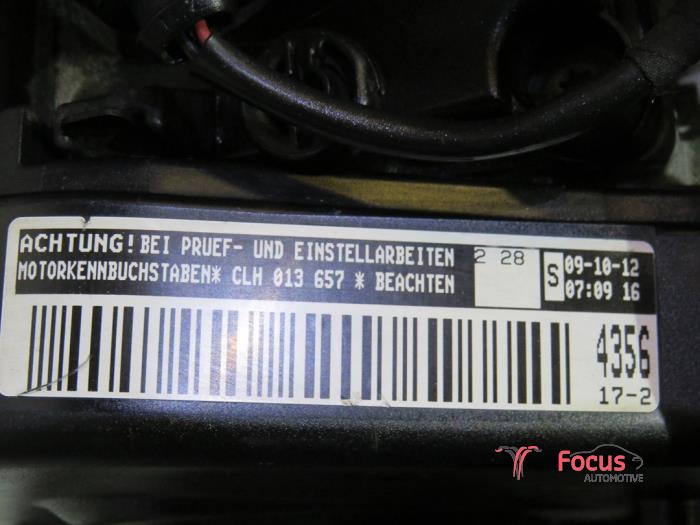 ACHTUNG! BEI PRUEF- UND EINSTELLARBEITEN
MOTORKENNBUCHSTABEN* CLH 013 657 * BEACHTEN
2 28
S
09-10-12
07:09 16
4356
17-2
Focus
AUTOMOTIVE